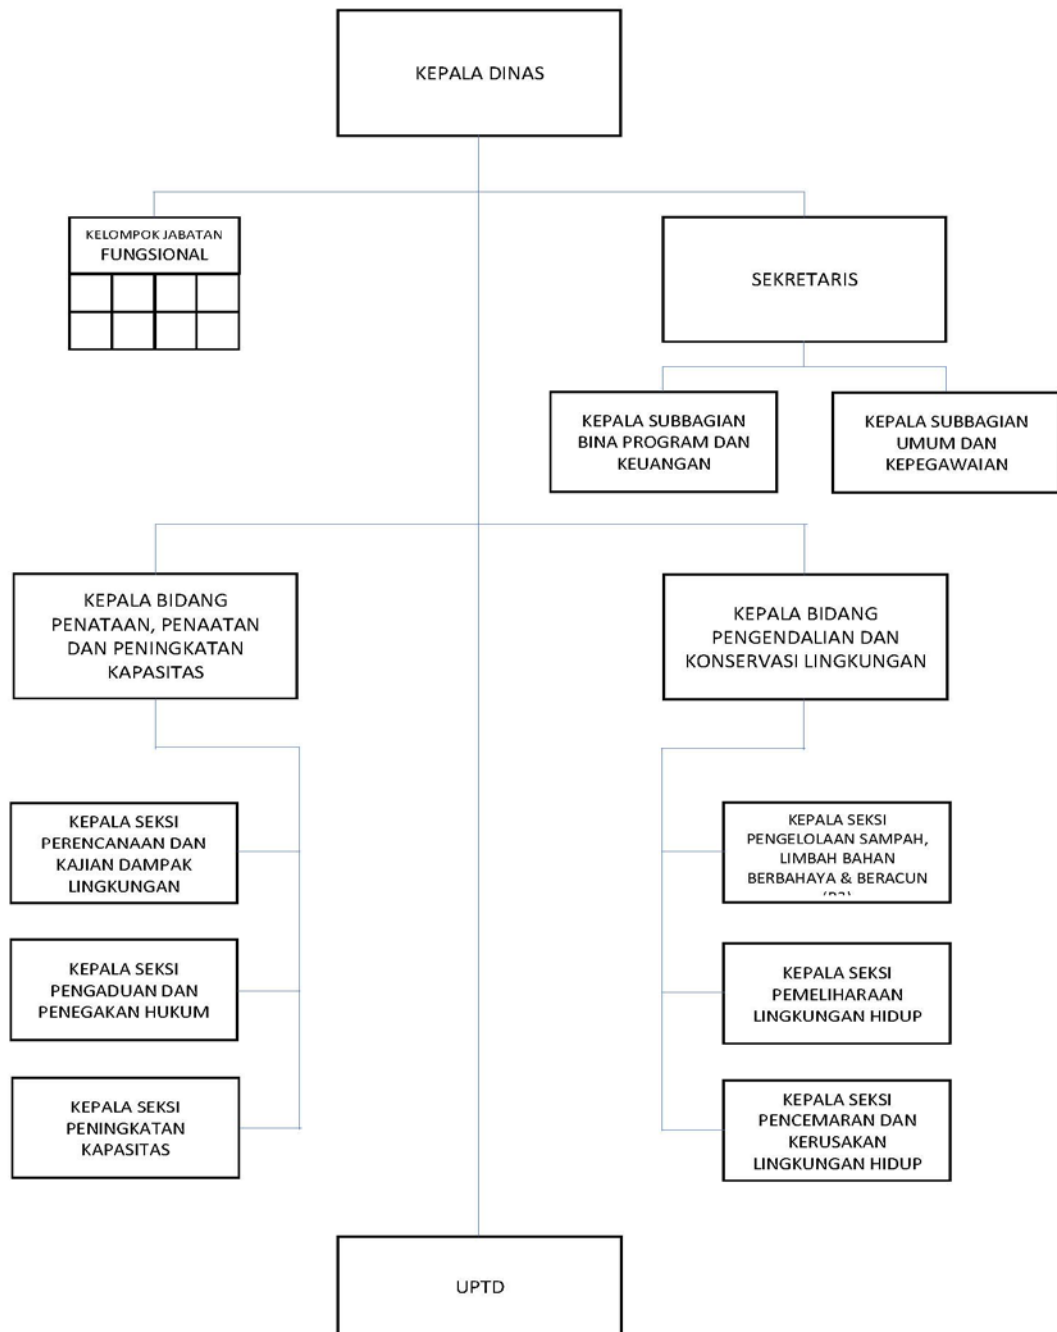 KEPALA DINAS
KELOMPOK JABATAN
FUNGSIONAL
SEKRETARIS
KEPALA SUBBAGIAN
BINA PROGRAM DAN
KEUANGAN
KEPALA SUBBAGIAN
UMUM DAN
KEPEGAWAIAN
KEPALA BIDANG
PENATAAN, PENAATAN
DAN PENINGKATAN
KAPASITAS
KEPALA BIDANG
PENGENDALIAN DAN
KONSERVASI LINGKUNGAN
KEPALA SEKSI
PERENCANAAN DAN
KAJIAN DAMPAK
LINGKUNGAN
KEPALA SEKSI
PENGELOLAAN SAMPAH,
LIMBAH BAHAN
BERBAHAYA & BERACUN
KEPALA SEKSI
PENGADUAN DAN
PENEGAKAN HUKUM
KEPALA SEKSI
PEMELIHARAAN
LINGKUNGAN HIDUP
KEPALA SEKSI
PENINGKATAN
KAPASITAS
KEPALA SEKSI
PENCEMARAN DAN
KERUSAKAN
LINGKUNGAN HIDUP
UPTD